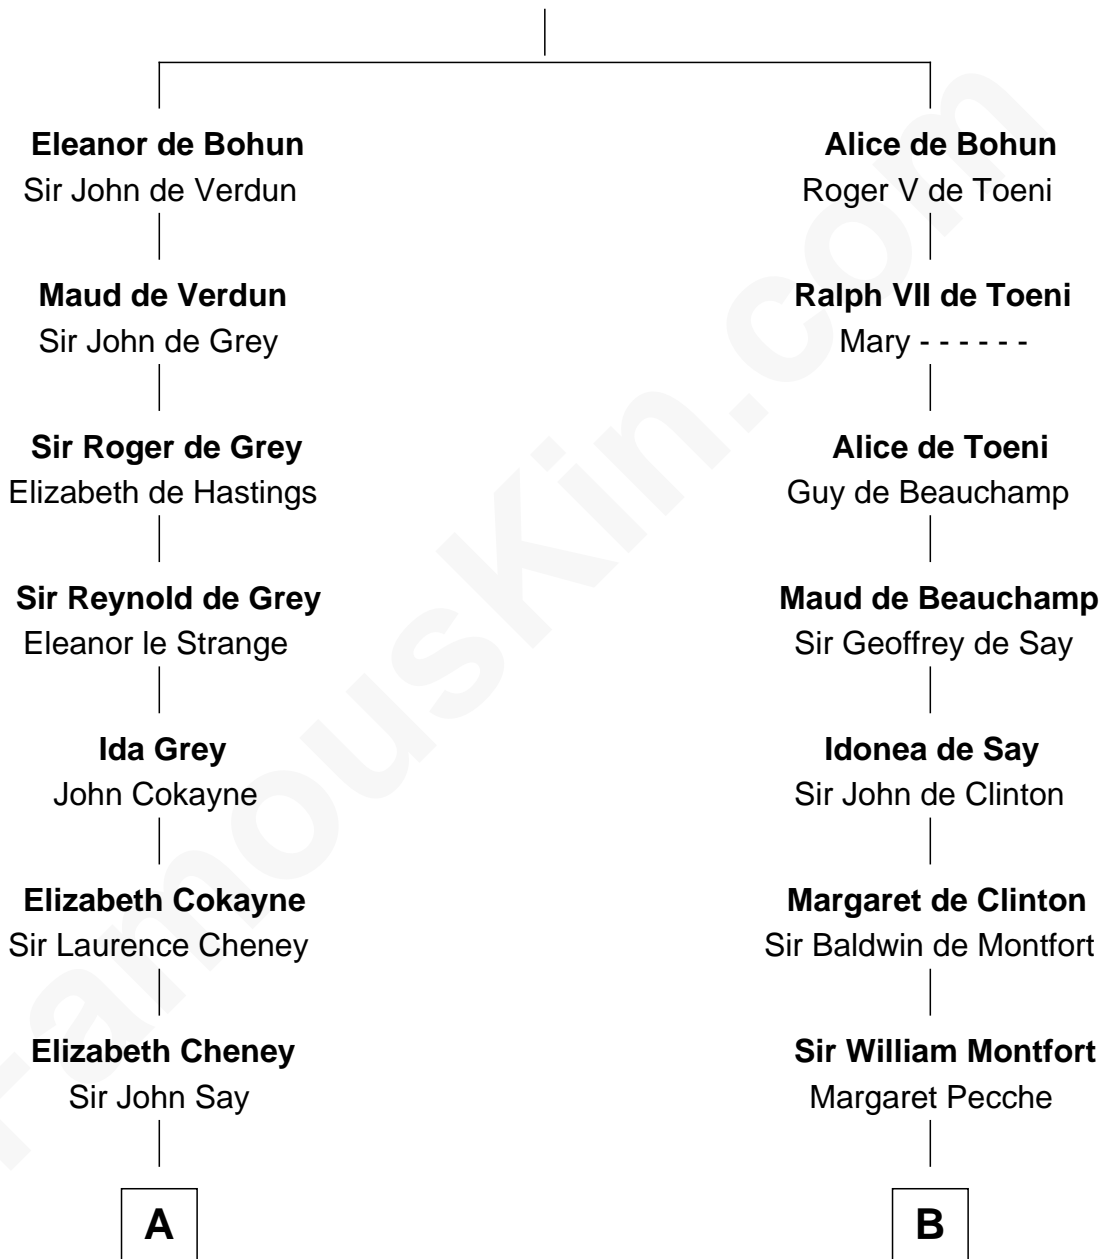 Eleanor de Bohun
Sir John de Verdun
Maud de Verdun
Sir John de Grey
Sir Roger de Grey
Elizabeth de Hastings
Sir Reynold de Grey
Eleanor le Strange
Ida Grey
John Cokayne
Elizabeth Cokayne
Sir Laurence Cheney
Elizabeth Cheney
Sir John Say
A
Alice de Bohun
Roger V de Toeni
Ralph VII de Toeni
Mary - - - - - -
Alice de Toeni
Guy de Beauchamp
Maud de Beauchamp
Sir Geoffrey de Say
Idonea de Say
Sir John de Clinton
Margaret de Clinton
Sir Baldwin de Montfort
Sir William Montfort
Margaret Pecche
B
FamousKin.com